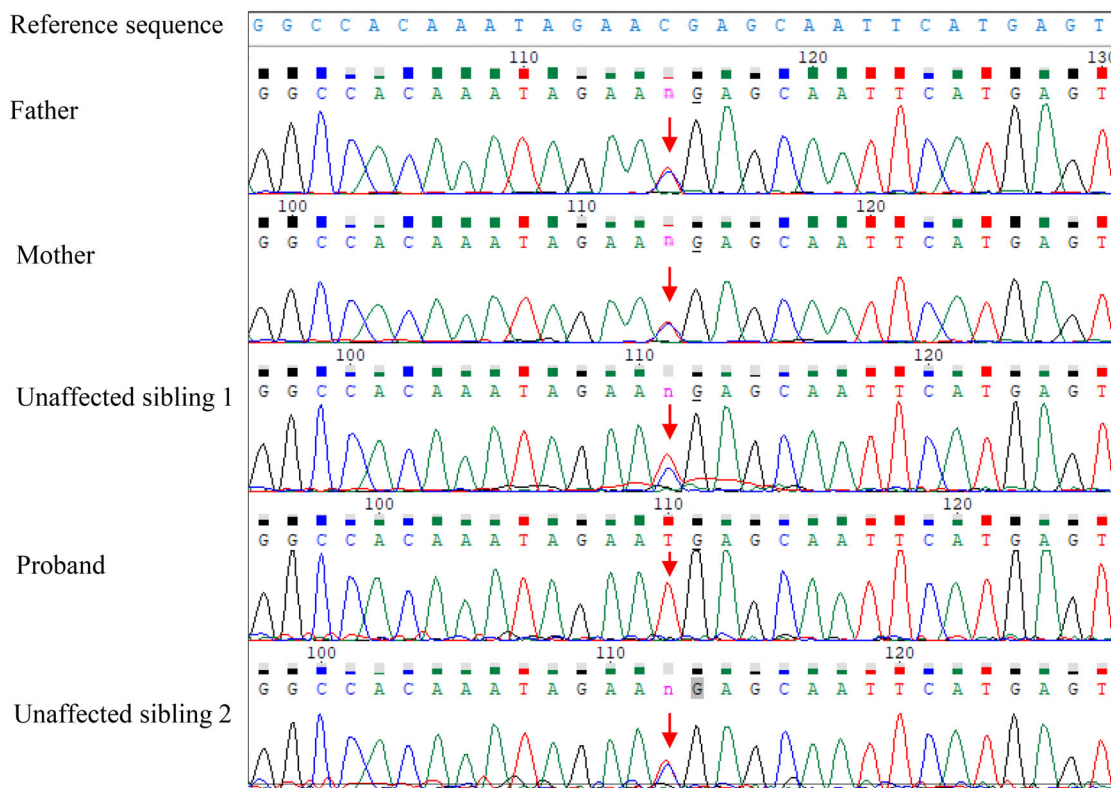 Reference sequence G G C C A C A A A T A G A A C G A G C A A T T C A T G A G T
110 120 130
Father G G C C A C A A A T A G A A n G A G C A A T T C A T G A G T
100 110 120
Mother G G C C A C A A A T A G A A n G A G C A A T T C A T G A G T
100 110 120
Unaffected sibling 1 G G C C A C A A A T A G A A n G A G C A A T T C A T G A G T
100 110 120
Proband G G C C A C A A A T A G A A T G A G C A A T T C A T G A G T
100 110 120
Unaffected sibling 2 G G C C A C A A A T A G A A n G A G C A A T T C A T G A G T